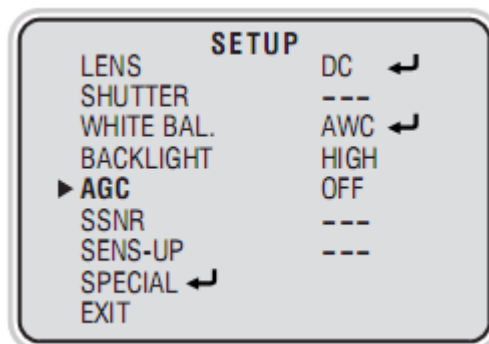 SETUP
LENS DC ↵
SHUTTER ---
WHITE BAL. AWC ↵
BACKLIGHT HIGH
▶ AGC OFF
SSNR ---
SENS-UP ---
SPECIAL ↵
EXIT